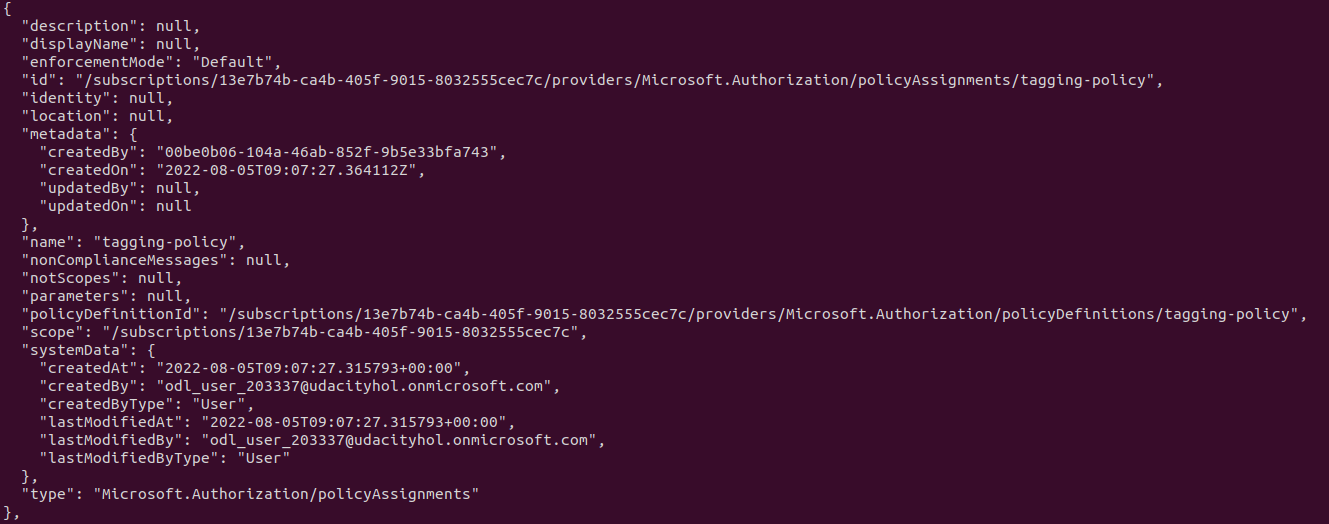 {
  "description": null,
  "displayName": null,
  "enforcementMode": "Default",
  "id": "/subscriptions/13e7b74b-ca4b-405f-9015-8032555cec7c/providers/Microsoft.Authorization/policyAssignments/tagging-policy",
  "identity": null,
  "location": null,
  "metadata": {
    "createdBy": "00be0b06-104a-46ab-852f-9b5e33bfa743",
    "createdOn": "2022-08-05T09:07:27.364112Z",
    "updatedBy": null,
    "updatedOn": null
  },
  "name": "tagging-policy",
  "nonComplianceMessages": null,
  "notScopes": null,
  "parameters": null,
  "policyDefinitionId": "/subscriptions/13e7b74b-ca4b-405f-9015-8032555cec7c/providers/Microsoft.Authorization/policyDefinitions/tagging-policy",
  "scope": "/subscriptions/13e7b74b-ca4b-405f-9015-8032555cec7c",
  "systemData": {
    "createdAt": "2022-08-05T09:07:27.315793+00:00",
    "createdBy": "odl_user_203337@udacityhol.onmicrosoft.com",
    "createdByType": "User",
    "lastModifiedAt": "2022-08-05T09:07:27.315793+00:00",
    "lastModifiedBy": "odl_user_203337@udacityhol.onmicrosoft.com",
    "lastModifiedByType": "User"
  },
  "type": "Microsoft.Authorization/policyAssignments"
},